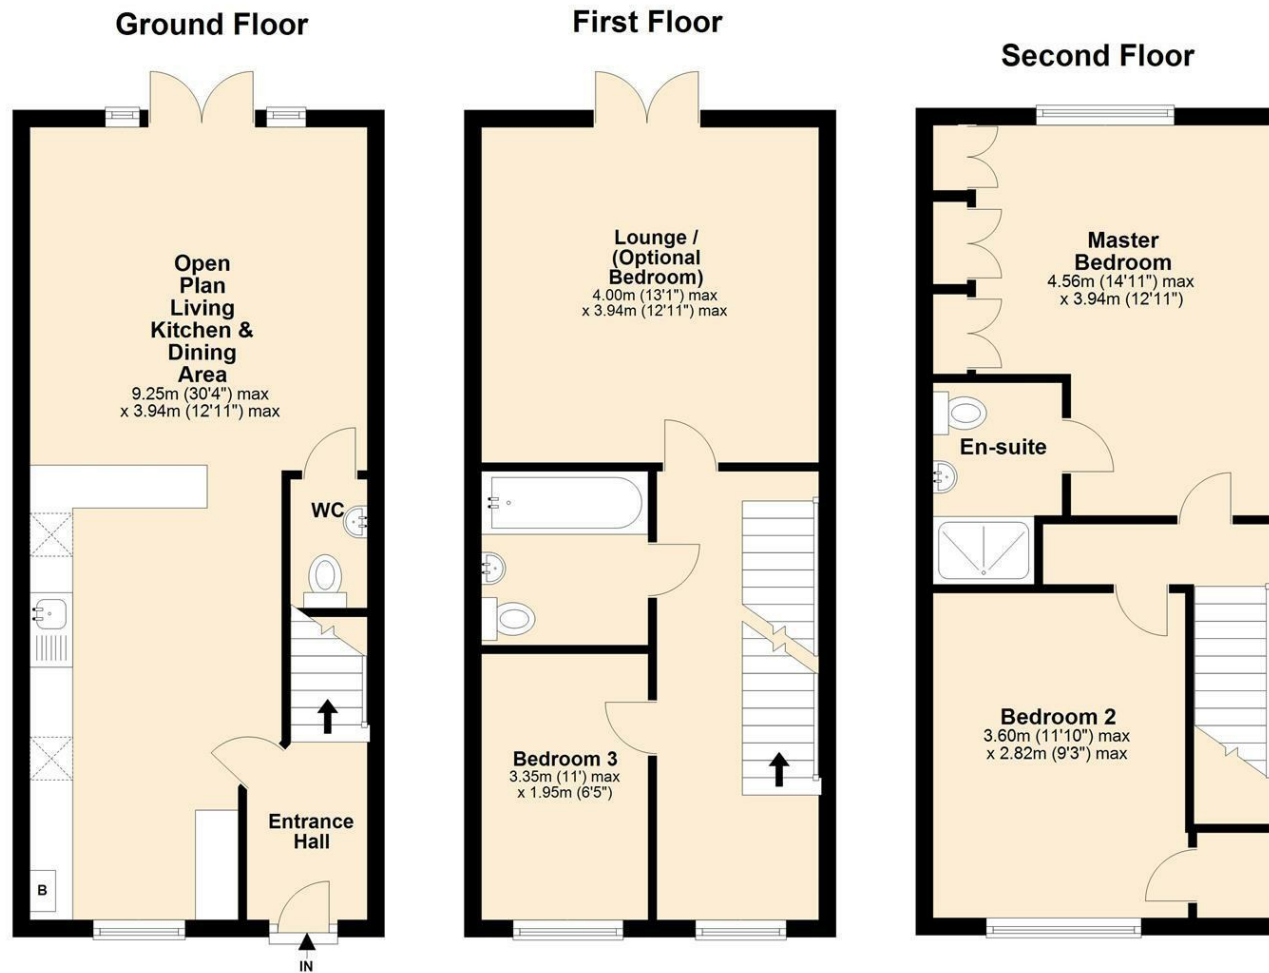 Ground Floor
Open
Plan
Living
Kitchen &
Dining
Area
9.25m (30'4") max
x 3.94m (12'11") max
WC
Entrance
Hall
B
IN
First Floor
Lounge /
(Optional
Bedroom)
4.00m (13'1") max
x 3.94m (12'11") max
Bedroom 3
3.35m (11') max
x 1.95m (6'5")
Second Floor
Master
Bedroom
4.56m (14'11") max
x 3.94m (12'11")
En-suite
Bedroom 2
3.60m (11'10") max
x 2.82m (9'3") max